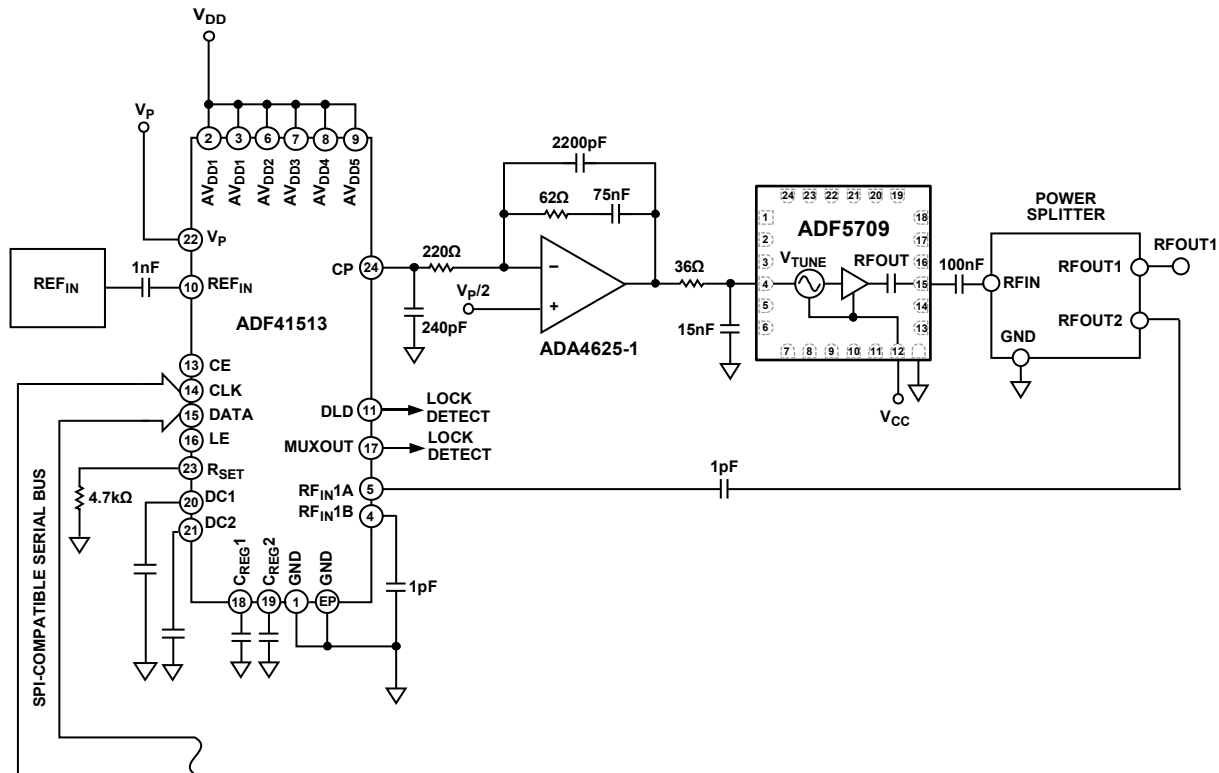 VDD
VP
2 3 6 7 8 9
AVDD1 AVDD1 AVDD2 AVDD3 AVDD4 AVDD5
22 VP
REFIN
1nF
10 REFIN
ADF41513
CP 24
220Ω
240pF
2200pF
62Ω 75nF
−
+
VP/2
ADA4625-1
36Ω
15nF
24 23 22 21 20 19
1
2
3
4
5
6
ADF5709
VTUNE
RFOUT
18
17
16
15
14
13
7 8 9 10 11 12
VCC
100nF
POWER
SPLITTER
RFIN
RFOUT1
RFOUT2
GND
RFOUT1
13 CE
14 CLK
15 DATA
16 LE
23 RSET
4.7kΩ
20 DC1
21 DC2
DLD 11
LOCK
DETECT
MUXOUT 17
LOCK
DETECT
RFIN1A 5
RFIN1B 4
1pF
1pF
CREG1 CREG2 GND GND
18 19 1 EP
SPI-COMPATIBLE SERIAL BUS